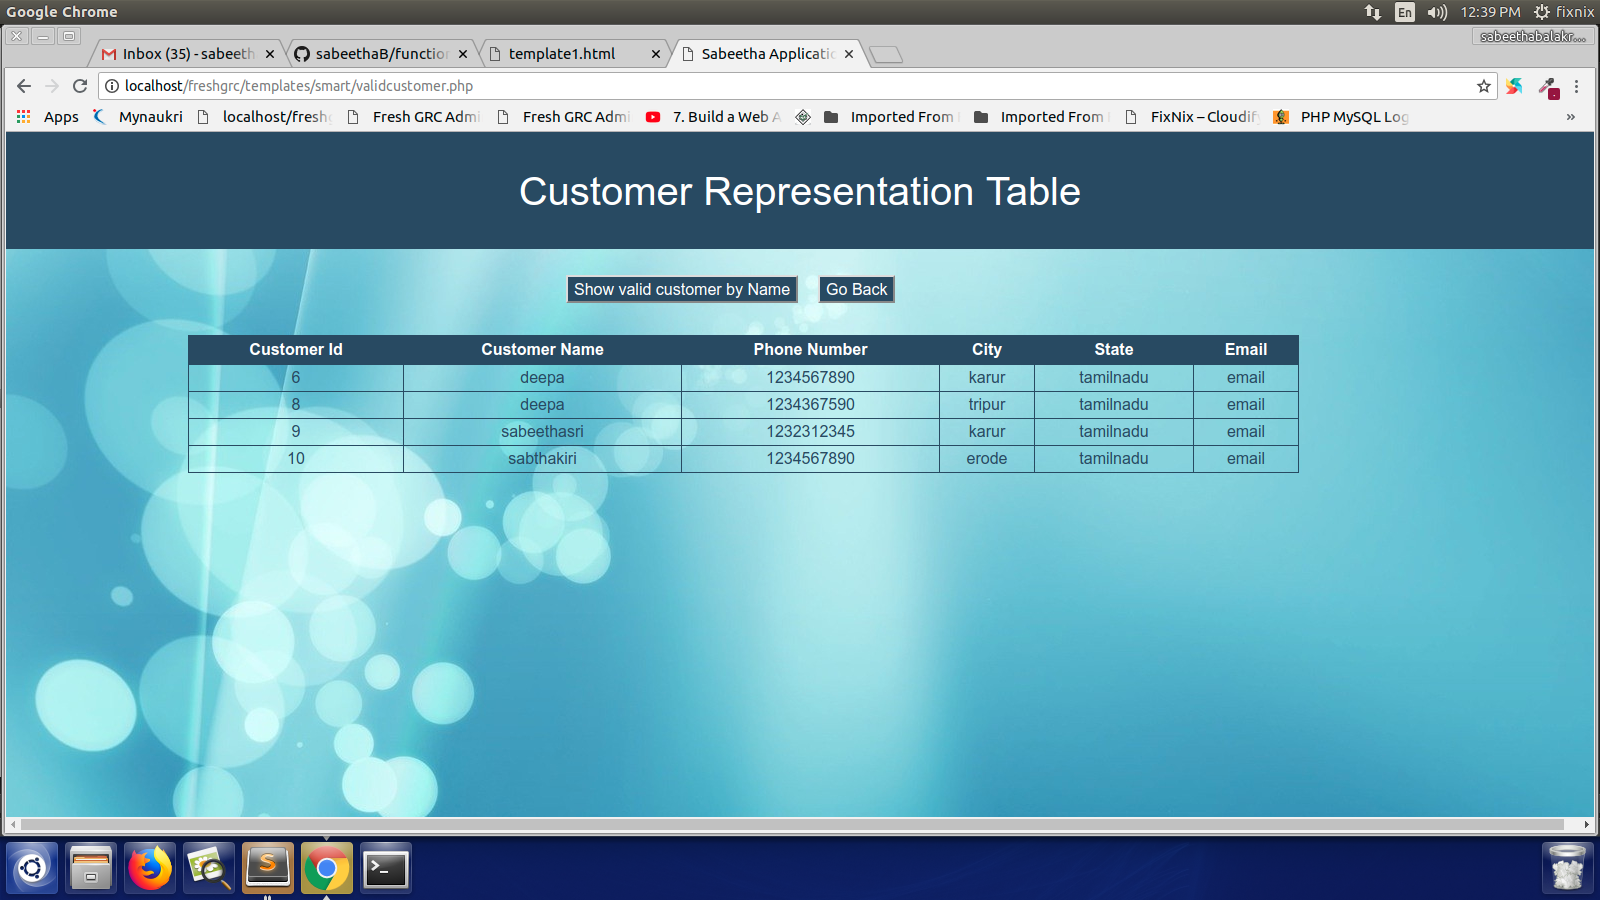 Google Chrome En 12:39 PM fixnix
sabeethabalakr...
Inbox (35) - sabeeth sabeethaB/function template1.html Sabeetha Applicatio
localhost/freshgrc/templates/smart/validcustomer.php
Apps Mynaukri localhost/freshg Fresh GRC Admi Fresh GRC Admi 7. Build a Web A Imported From Imported From FixNix – Cloudify PHP MySQL Log »
Customer Representation Table
Show valid customer by Name Go Back
Customer Id Customer Name Phone Number City State Email
6 deepa 1234567890 karur tamilnadu email
8 deepa 1234367590 tripur tamilnadu email
9 sabeethasri 1232312345 karur tamilnadu email
10 sabthakiri 1234567890 erode tamilnadu email